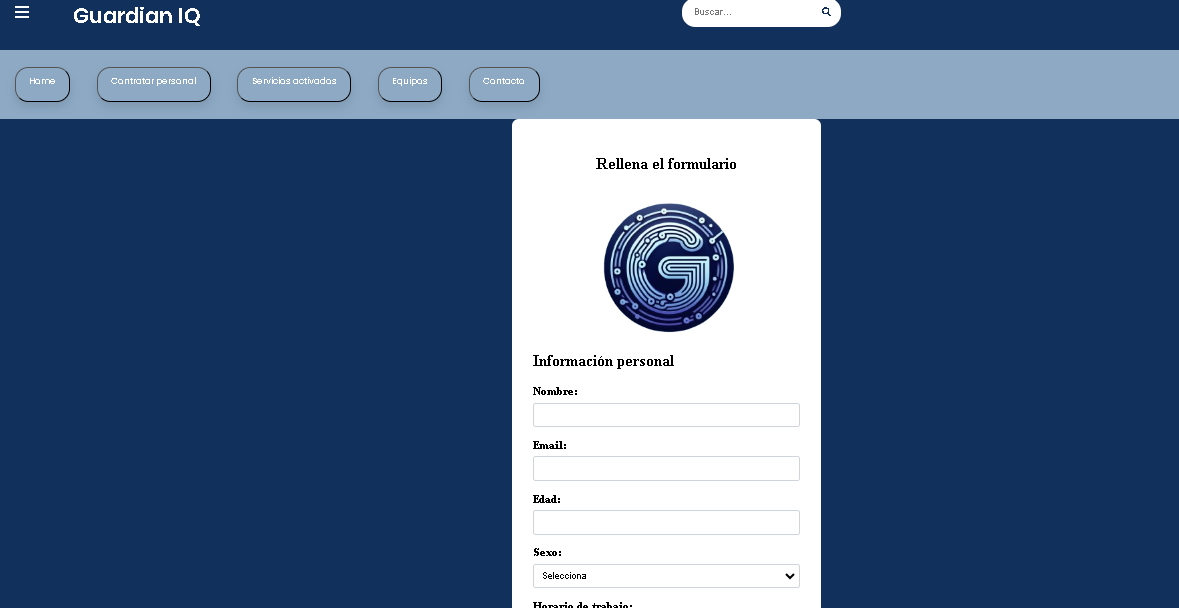 Guardian IQ
Buscar...
Home
Contratar personal
Servicios activados
Equipos
Contacto
Rellena el formulario
G
Información personal
Nombre:
Email:
Edad:
Sexo:
Selecciona
Horario de trabajo: